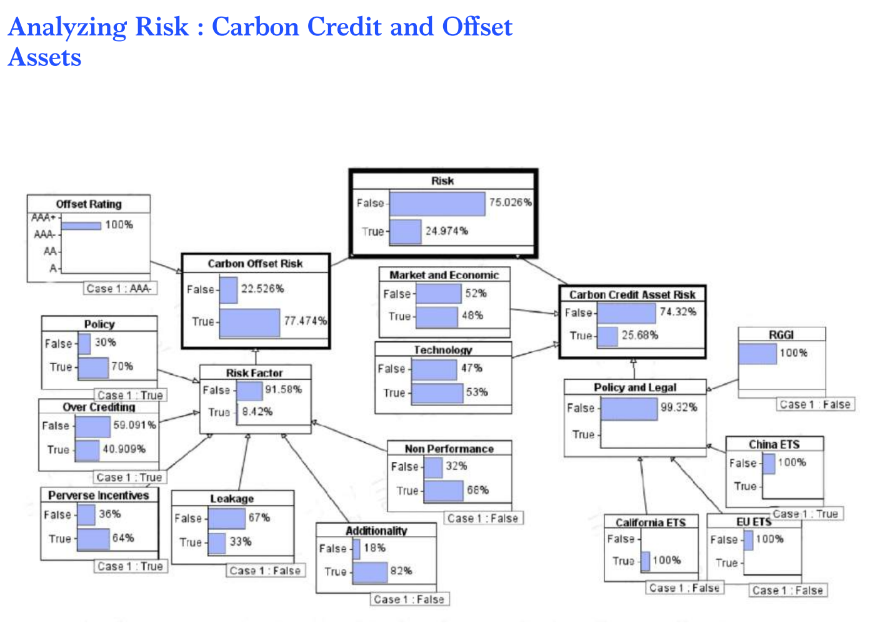 Analyzing Risk : Carbon Credit and Offset
Assets
Risk
False 75.026%
True 24.974%
Offset Rating
AAA+
AAA- 100%
AA
A
Case 1 : AAA-
Carbon Offset Risk
False 22.526%
True 77.474%
Market and Economic
False 52%
True 48%
Carbon Credit Asset Risk
False 74.32%
True 25.68%
Policy
False 30%
True 70%
Case 1 : True
Technology
False 47%
True 53%
RGGI
100%
Case 1 : False
Risk Factor
False 91.58%
True 8.42%
Policy and Legal
False 99.32%
True
Over Crediting
False 59.091%
True 40.909%
Case 1 : True
Non Performance
False 32%
True 68%
Case 1 : False
China ETS
False 100%
True
Case 1 : True
Perverse Incentives
False 36%
True 64%
Case 1 : True
Leakage
False 67%
True 33%
Case 1 : False
Additionality
False 18%
True 82%
Case 1 : False
California ETS
False
True 100%
Case 1 : False
EU ETS
False 100%
True
Case 1 : False